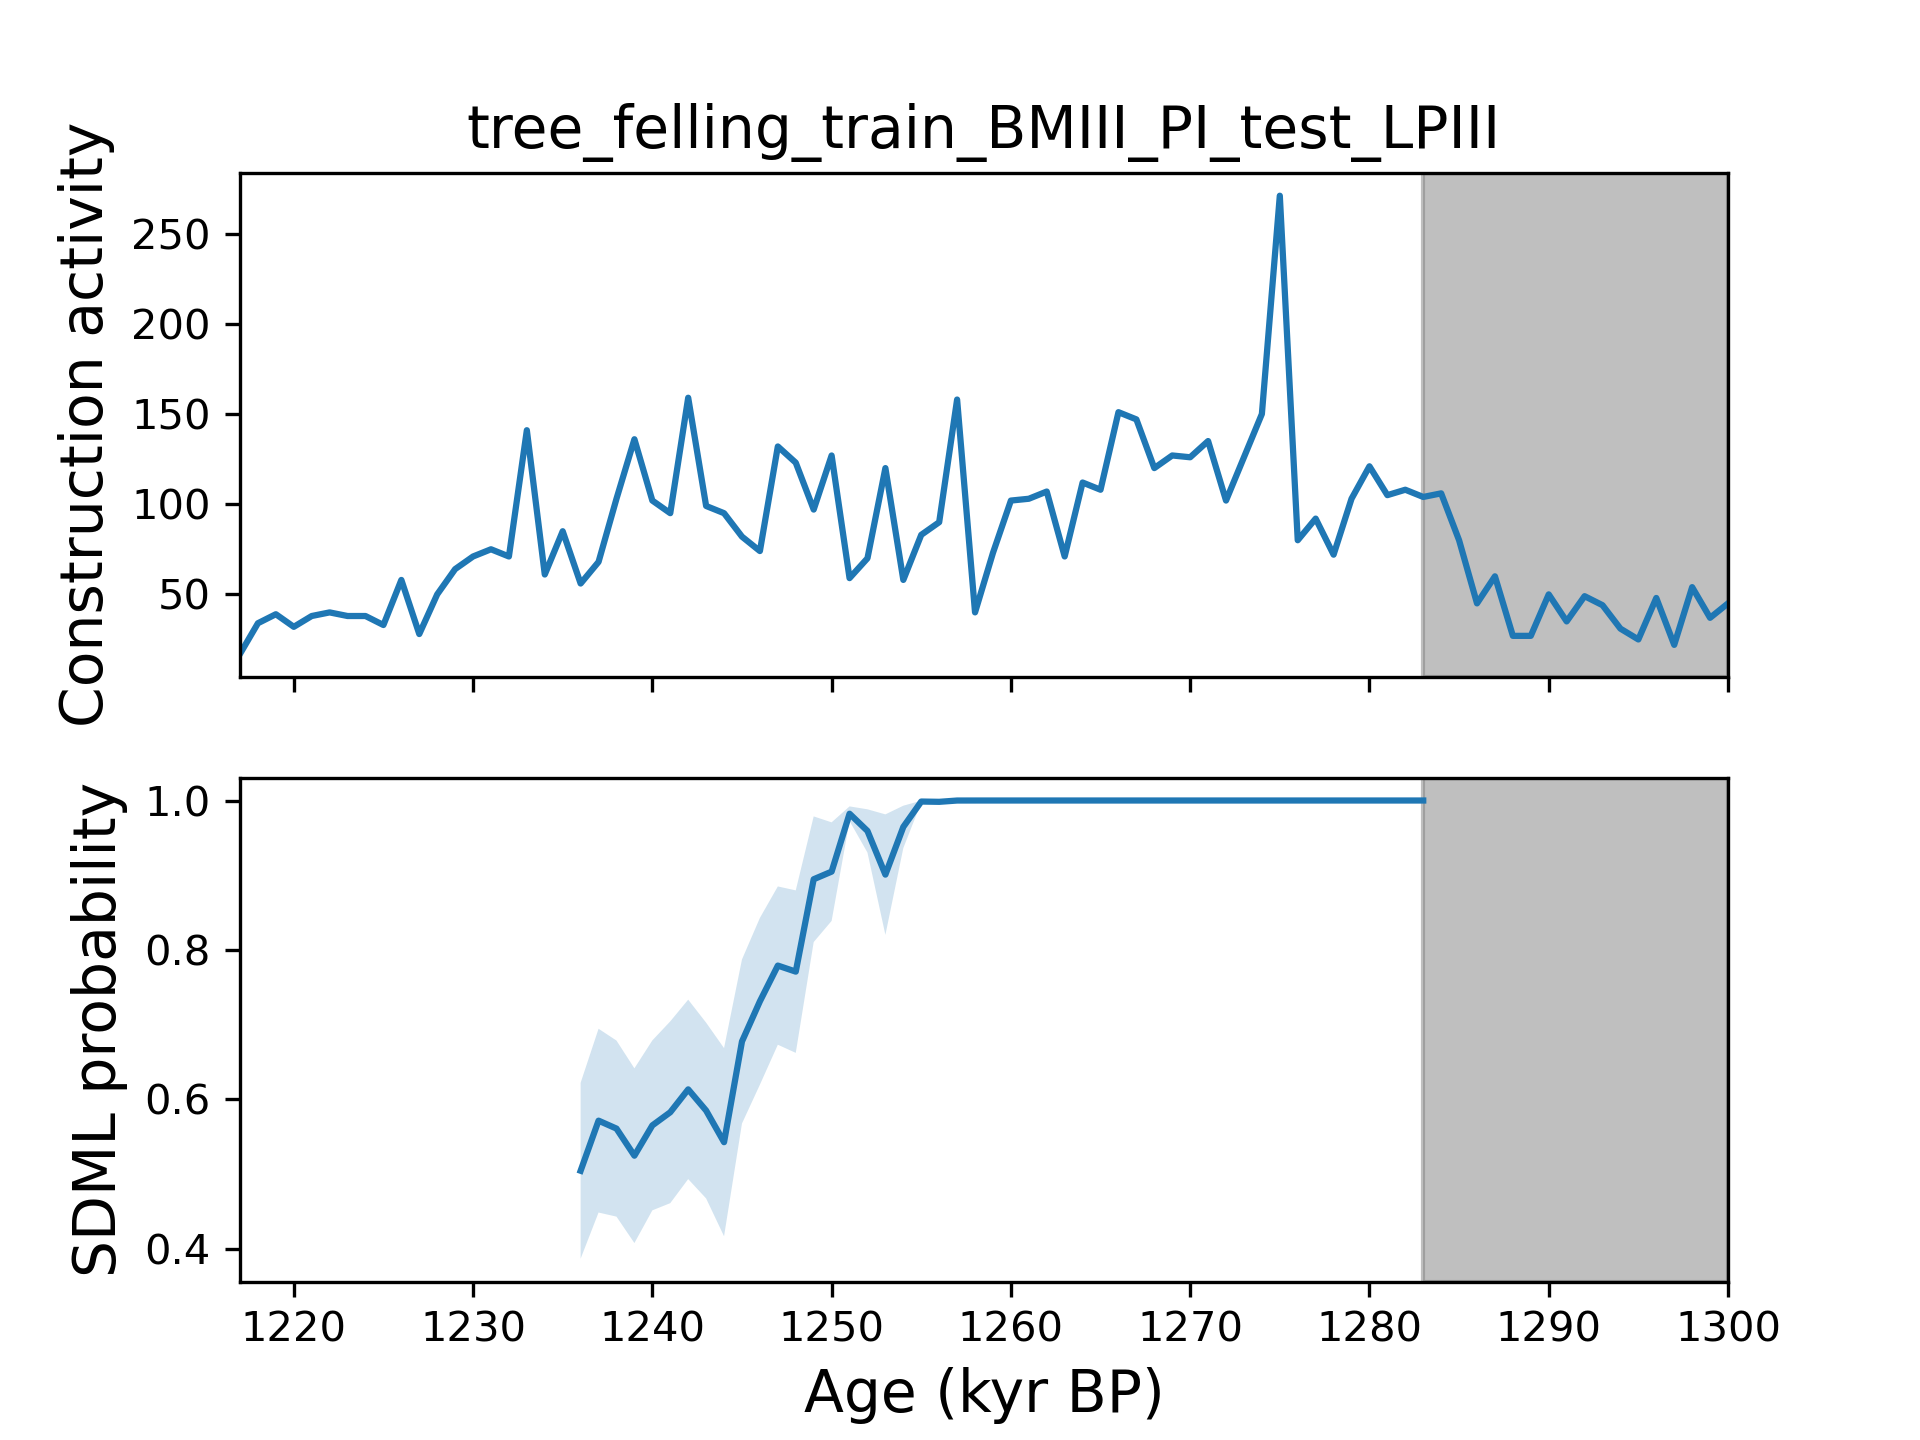 tree_felling_train_BMIII_PI_test_LPIII
Construction activity
250
200
150
100
50
SDML probability
1.0
0.8
0.6
0.4
1220 1230 1240 1250 1260 1270 1280 1290 1300
Age (kyr BP)